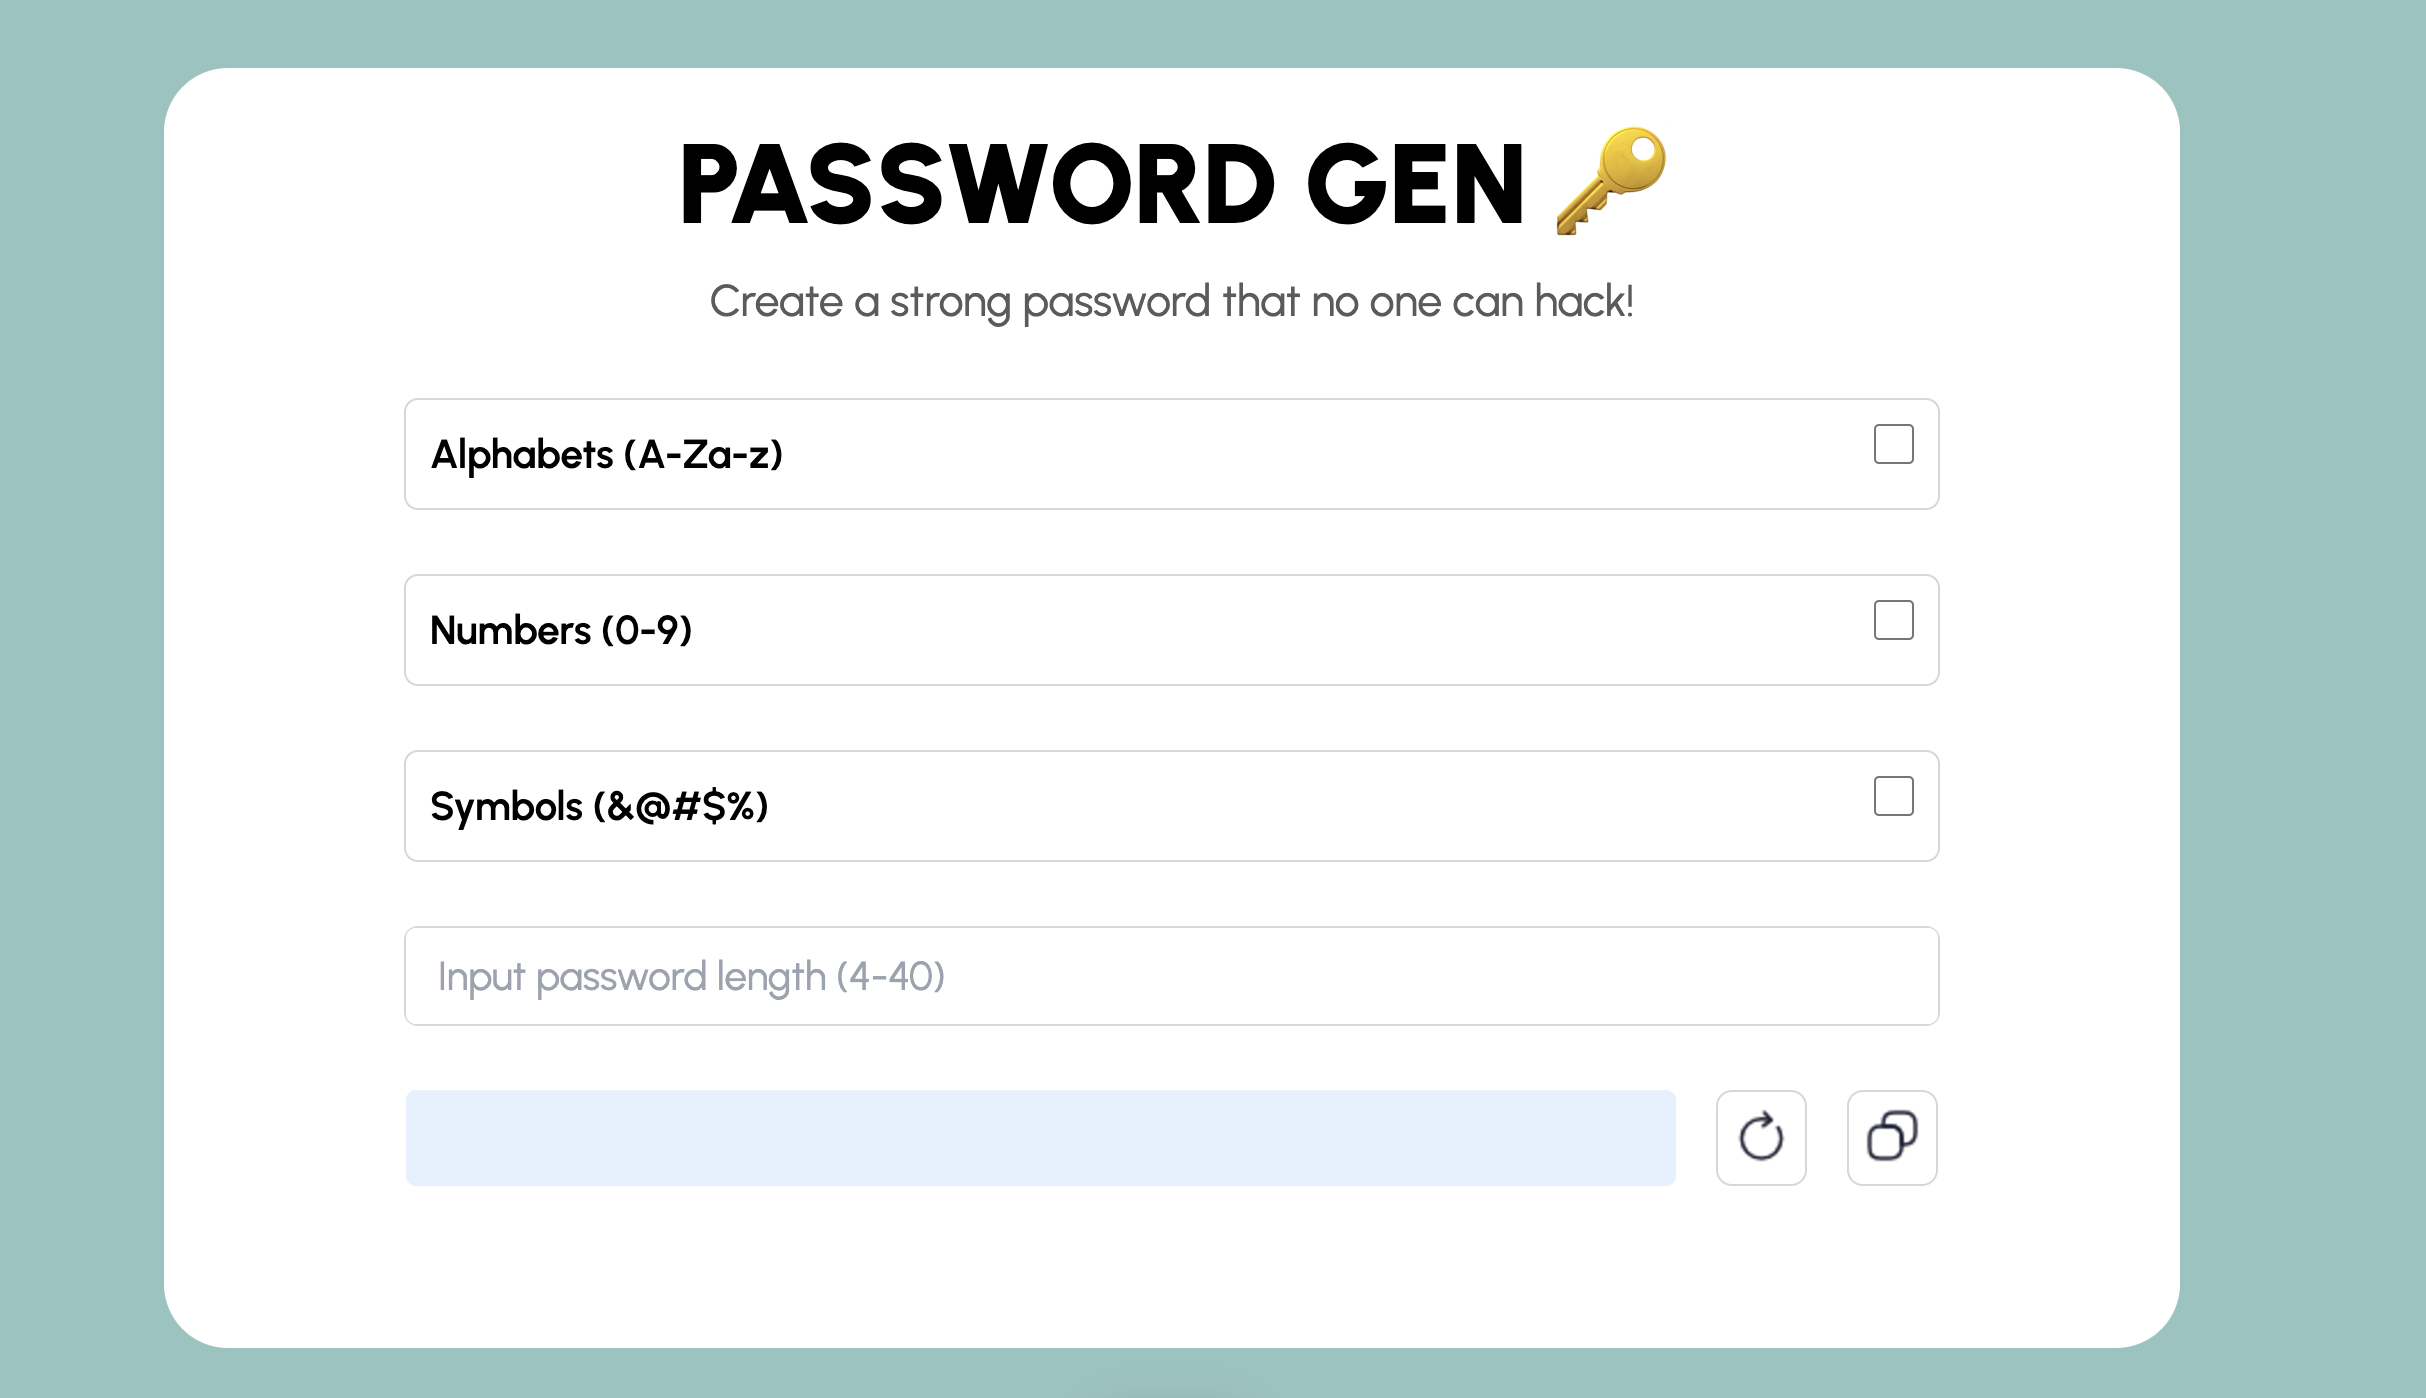 PASSWORD GEN 🔑
Create a strong password that no one can hack!
Alphabets (A-Za-z)
Numbers (0-9)
Symbols (&@#$%)
Input password length (4-40)